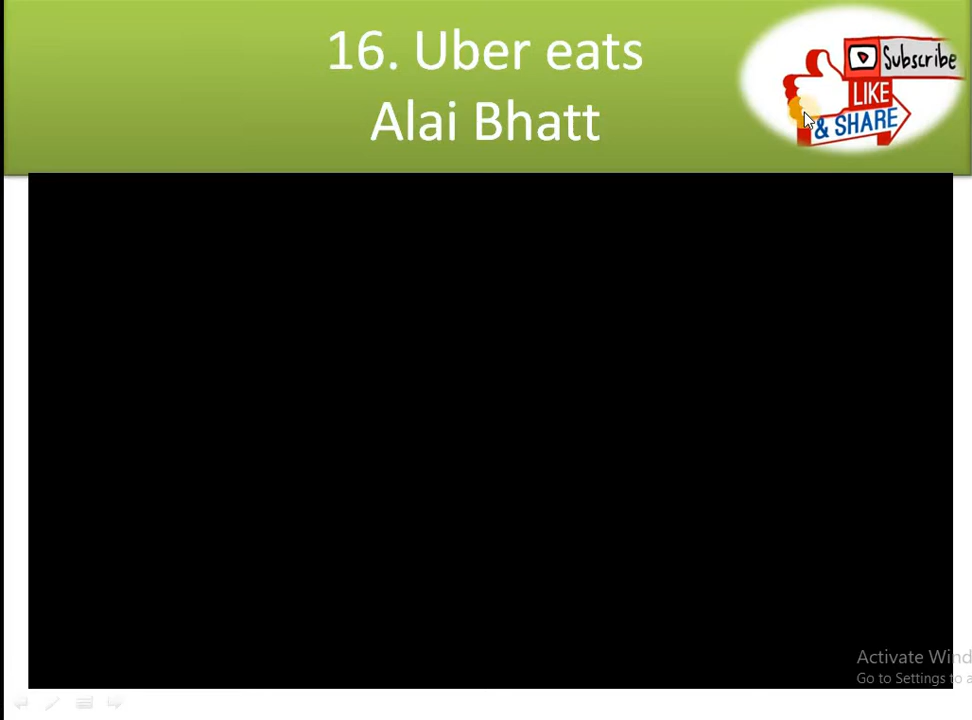 16. Uber eats
Alai Bhatt
Subscribe
LIKE
& SHARE
Activate Wind
Go to Settings to a